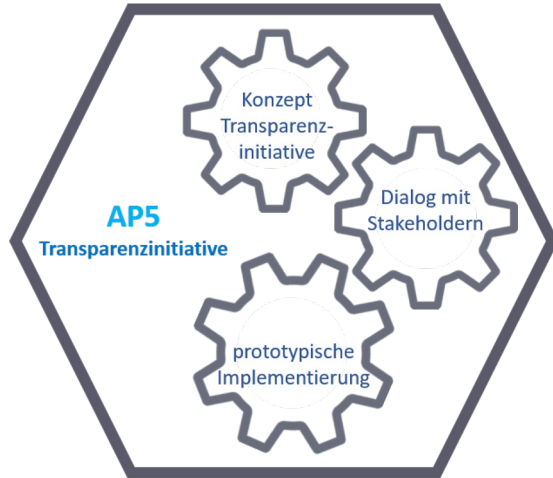 Konzept
Transparenz-
initiative
Dialog mit
Stakeholdern
AP5
Transparenzinitiative
prototypische
Implementierung